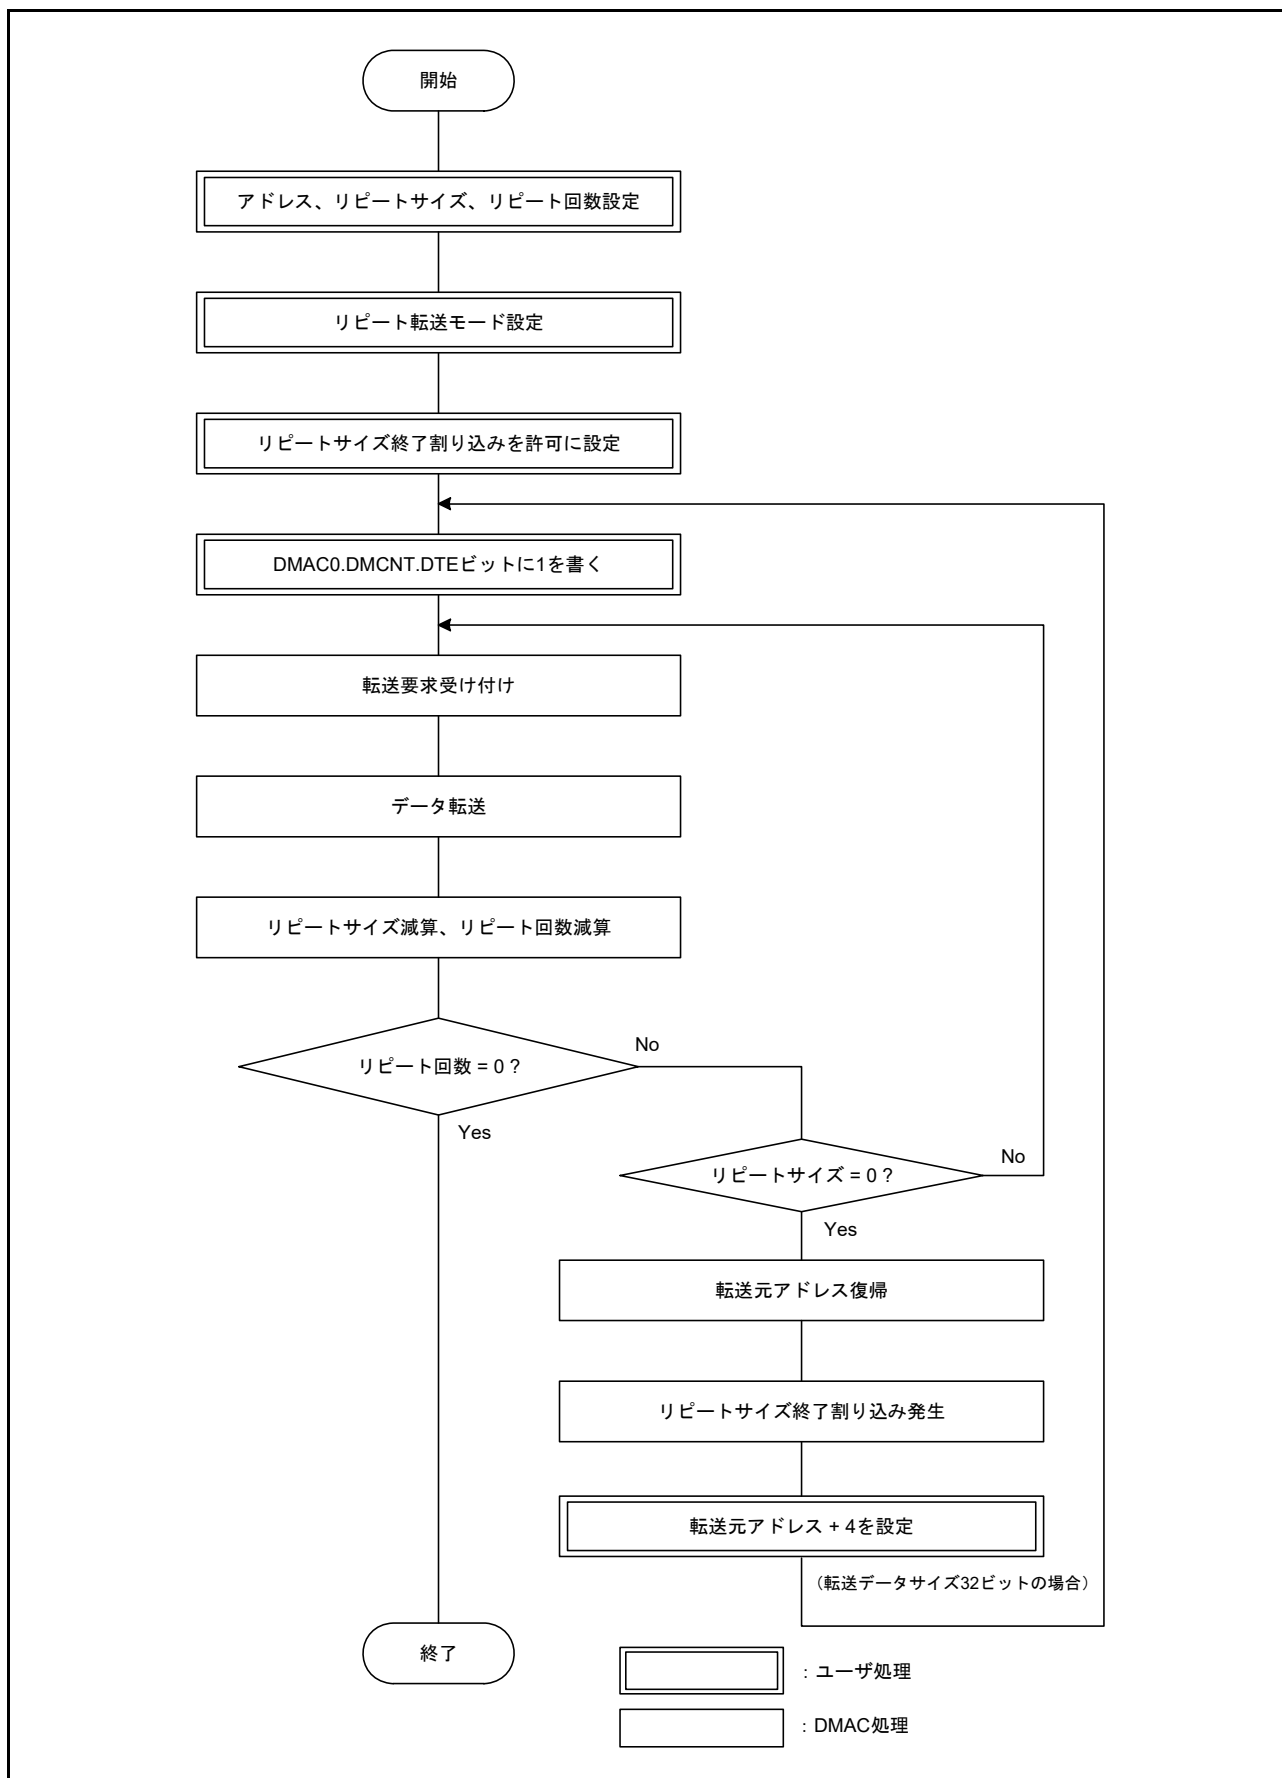 開始
アドレス、リピートサイズ、リピート回数設定
リピート転送モード設定
リピートサイズ終了割り込みを許可に設定
DMAC0.DMCNT.DTEビットに1を書く
転送要求受け付け
データ転送
リピートサイズ減算、リピート回数減算
リピート回数 = 0 ?
No
Yes
リピートサイズ = 0 ?
No
Yes
転送元アドレス復帰
リピートサイズ終了割り込み発生
転送元アドレス + 4を設定
（転送データサイズ32ビットの場合）
終了
: ユーザ処理
: DMAC処理